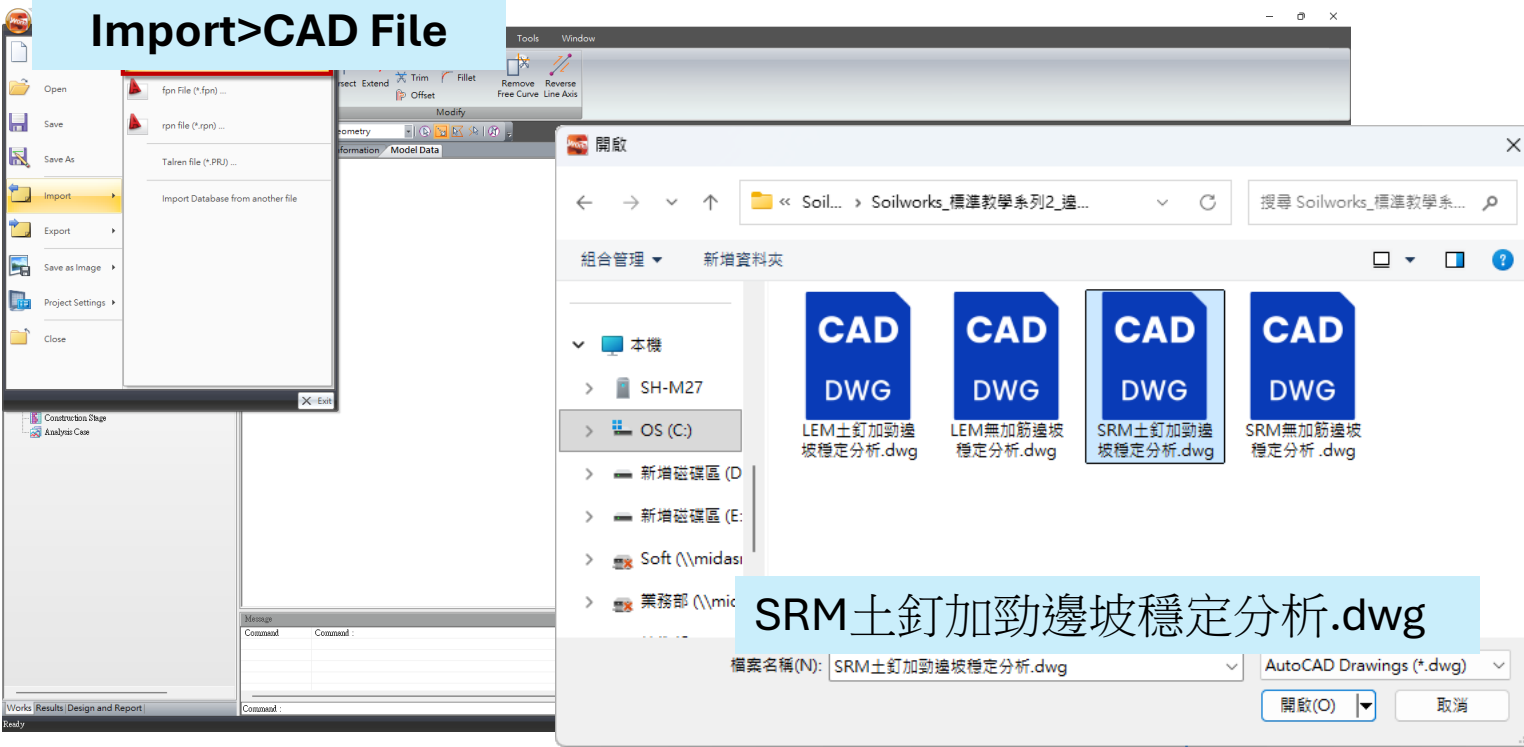 Import>CAD File
Tools
Window
Open
Save
Save As
Import
Export
Save as Image
Project Settings
Close
fpn File (*.fpn) ...
rpn file (*.rpn) ...
Talren file (*.PRJ) ...
Import Database from another file
Exit
rsect Extend
Trim
Fillet
Offset
Remove Free Curve
Reverse Line Axis
Modify
eometry
formation
Model Data
Construction Stage
Analysis Case
Message
Command
Command :
Works
Results
Design and Report
Command :
Ready
開啟
« Soil... › Soilworks_標準教學系列2_邊...
搜尋 Soilworks_標準教學系...
組合管理
新增資料夾
本機
SH-M27
OS (C:)
新增磁碟區 (D
新增磁碟區 (E:
Soft (\\midasr
業務部 (\\mic
CAD
DWG
LEM土釘加勁邊
坡穩定分析.dwg
CAD
DWG
LEM無加筋邊坡
穩定分析.dwg
CAD
DWG
SRM土釘加勁邊
坡穩定分析.dwg
CAD
DWG
SRM無加筋邊坡
穩定分析 .dwg
SRM土釘加勁邊坡穩定分析.dwg
檔案名稱(N):
SRM土釘加勁邊坡穩定分析.dwg
AutoCAD Drawings (*.dwg)
開啟(O)
取消